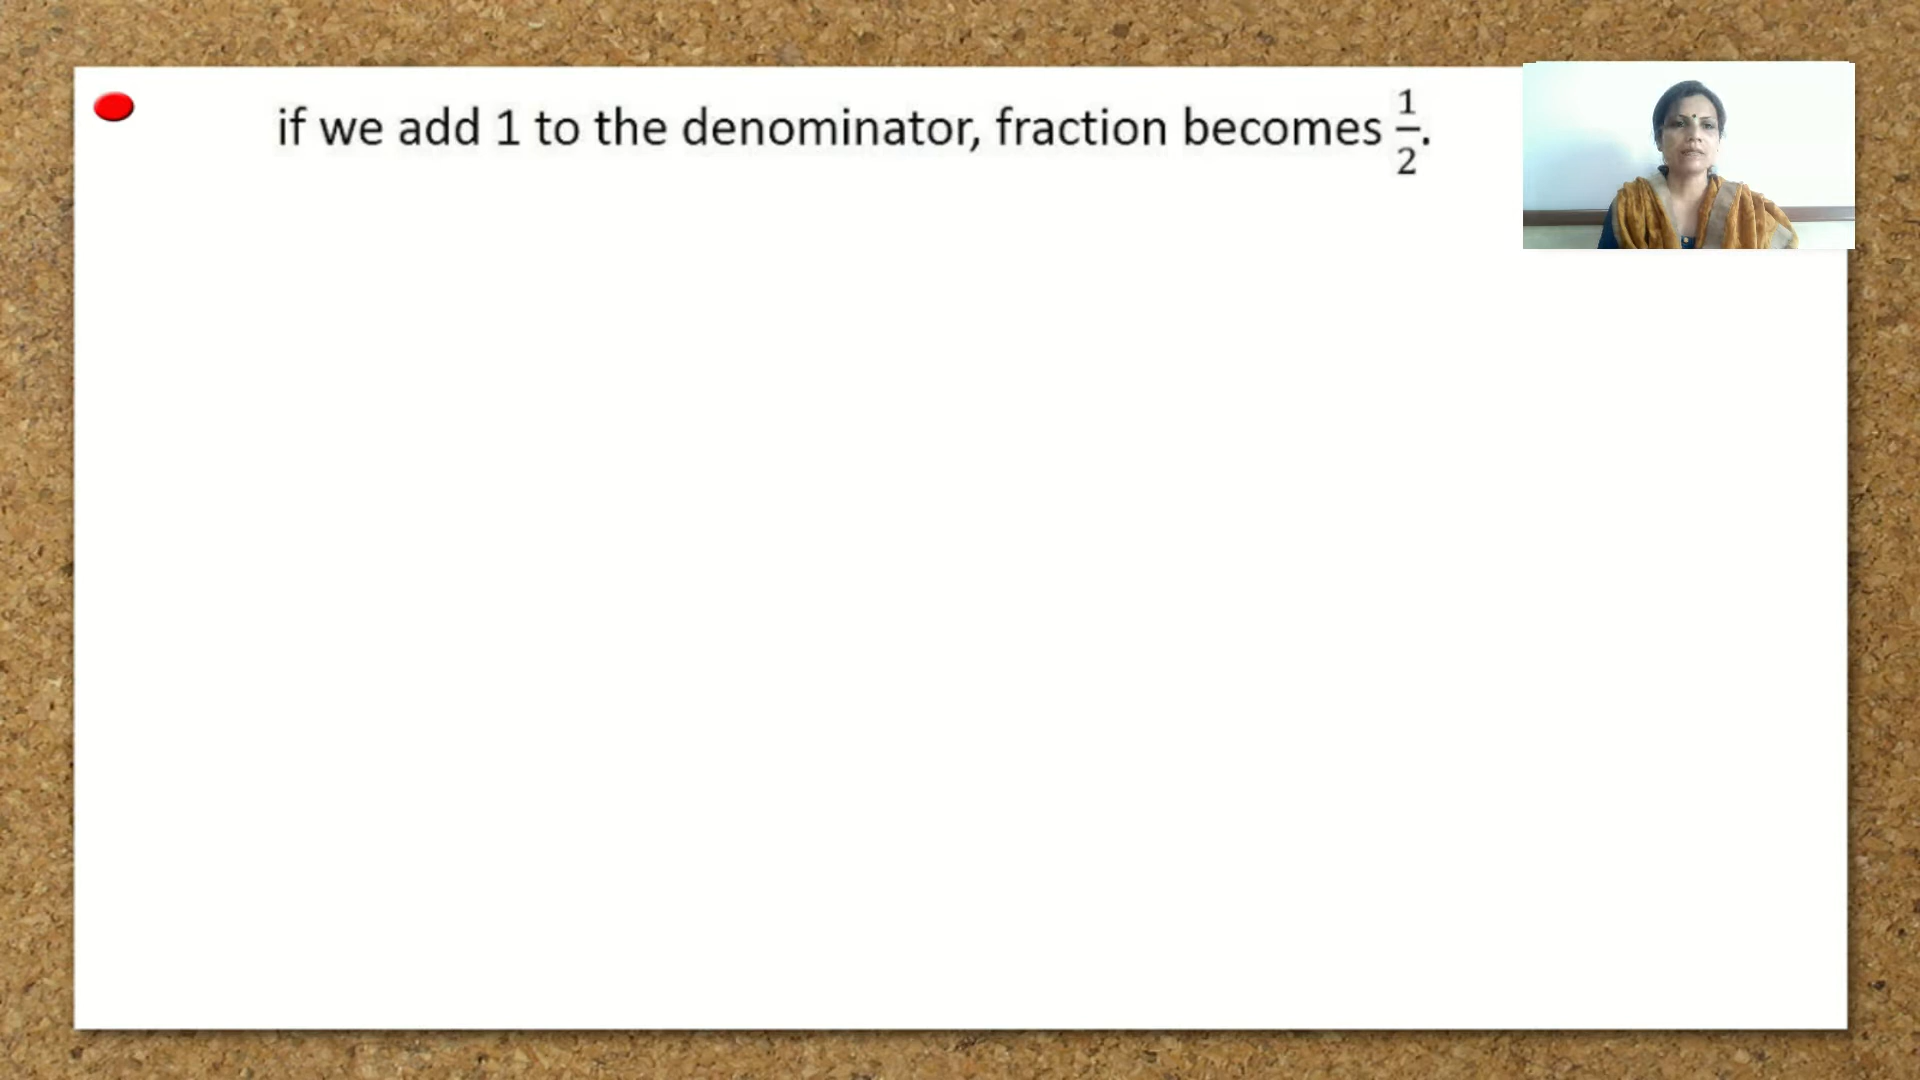 if we add 1 to the denominator, fraction becomes 1/2.